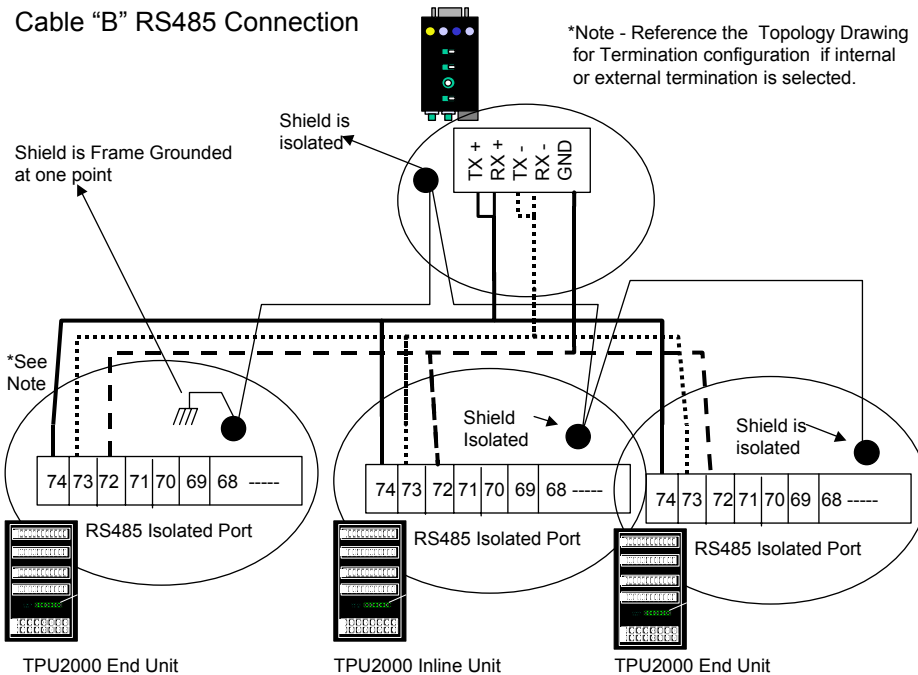 Cable “B” RS485 Connection
*Note - Reference the Topology Drawing
for Termination configuration if internal
or external termination is selected.
Shield is
isolated
Shield is Frame Grounded
at one point
TX +
RX +
TX -
RX -
GND
*See
Note
Shield
Isolated
Shield is
isolated
74 73 72 71 70 69 68 -----
74 73 72 71 70 69 68 -----
74 73 72 71 70 69 68 -----
RS485 Isolated Port
RS485 Isolated Port
RS485 Isolated Port
TPU2000 End Unit
TPU2000 Inline Unit
TPU2000 End Unit